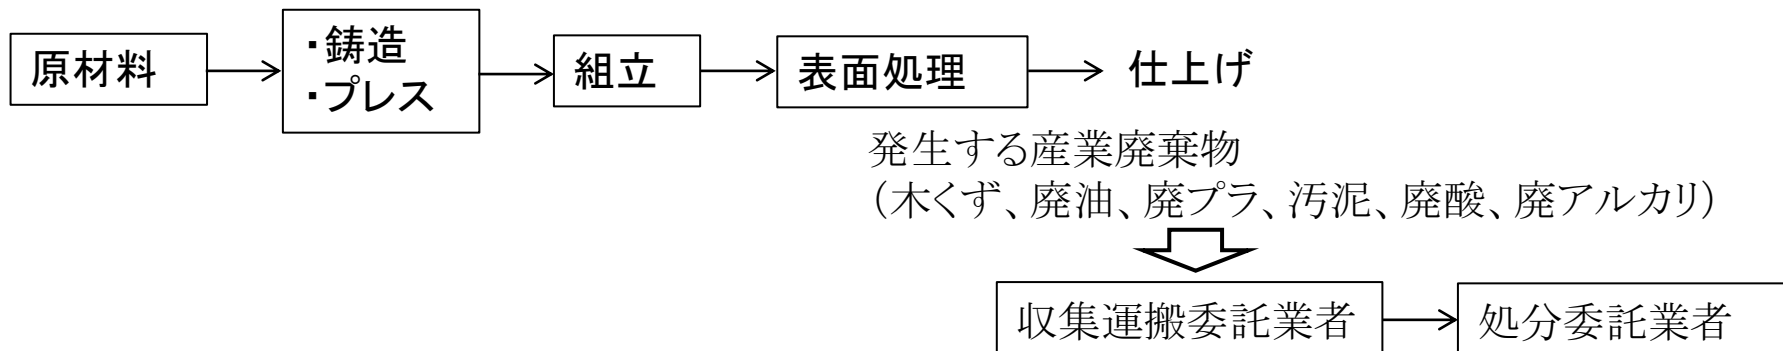 原材料
・鋳造
・プレス
組立
表面処理
仕上げ
発生する産業廃棄物
(木くず、廃油、廃プラ、汚泥、廃酸、廃アルカリ)
収集運搬委託業者
処分委託業者